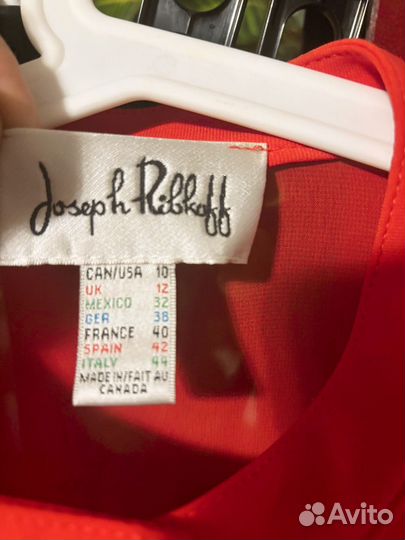 Joseph Ribkoff
CAN/USA 10
UK 12
MEXICO 32
GER 38
FRANCE 40
SPAIN 42
ITALY 44
MADE IN/FAIT AU
CANADA
Avito